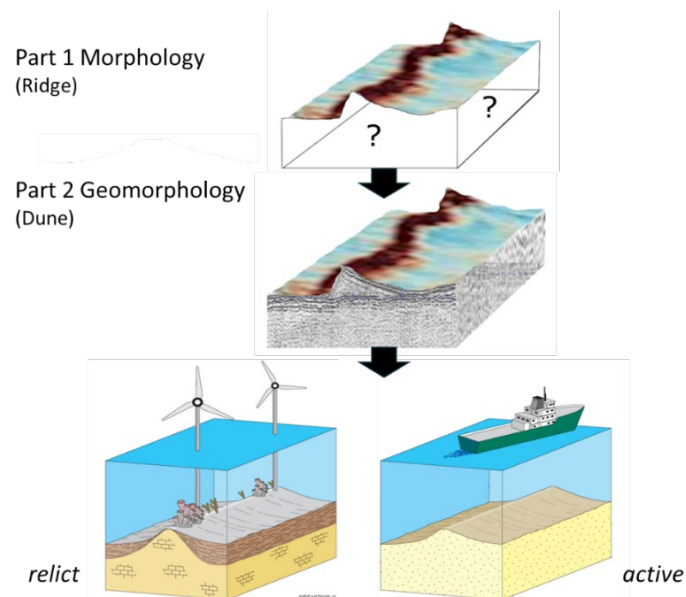 Part 1 Morphology
(Ridge)
?
?
Part 2 Geomorphology
(Dune)
relict
active